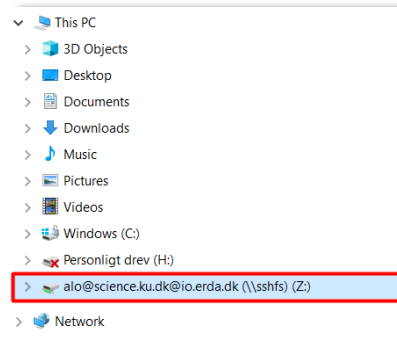 This PC
3D Objects
Desktop
Documents
Downloads
Music
Pictures
Videos
Windows (C:)
Personligt drev (H:)
alo@science.ku.dk@io.erda.dk (\\sshfs) (Z:)
Network